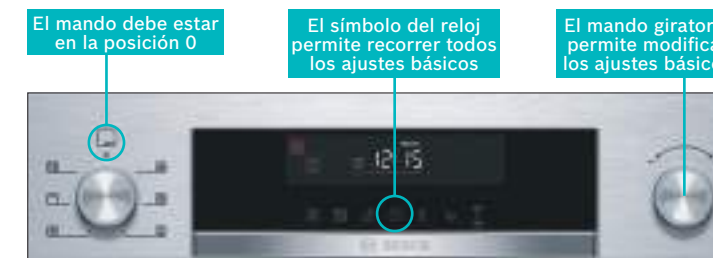 El mando debe estar
en la posición 0
El símbolo del reloj
permite recorrer todos
los ajustes básicos
El mando girator
permite modifica
los ajustes básico
12 15
BOSCH